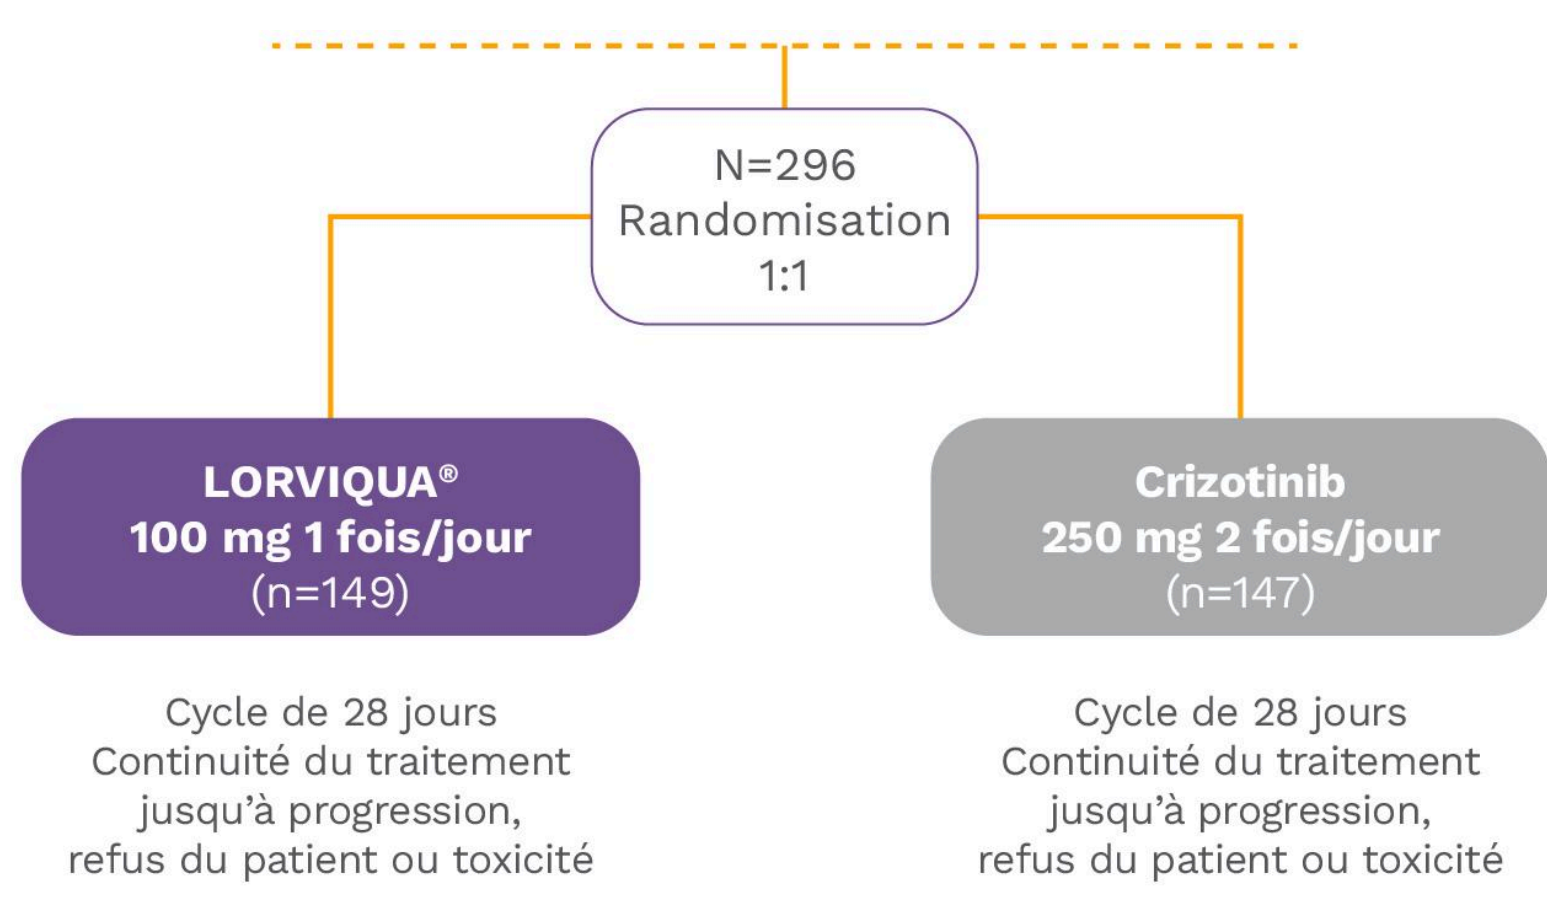 N=296
Randomisation
1:1
LORVIQUA®
100 mg 1 fois/jour
(n=149)
Cycle de 28 jours
Continuité du traitement
jusqu’à progression,
refus du patient ou toxicité
Crizotinib
250 mg 2 fois/jour
(n=147)
Cycle de 28 jours
Continuité du traitement
jusqu’à progression,
refus du patient ou toxicité